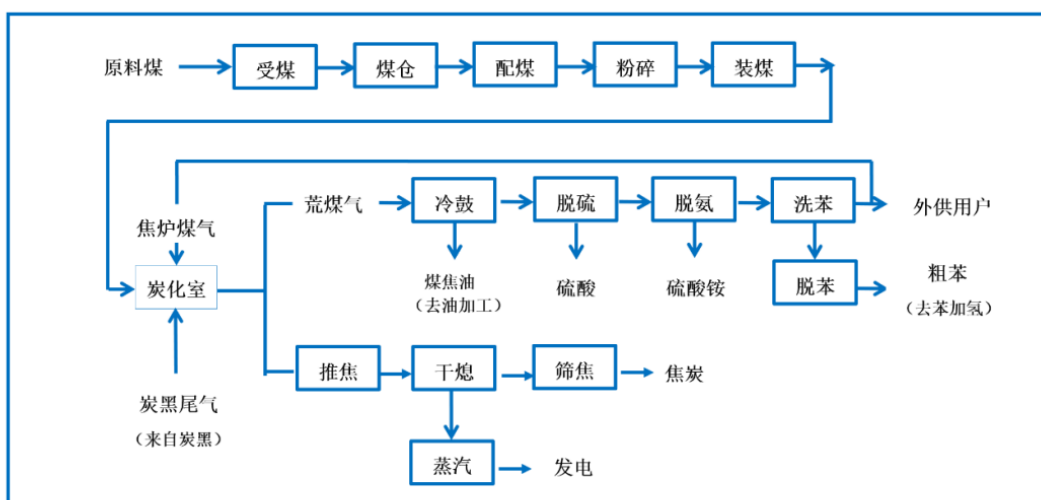 原料煤
受煤
煤仓
配煤
粉碎
装煤
荒煤气
冷鼓
脱硫
脱氨
洗苯
外供用户
焦炉煤气
炭化室
煤焦油
（去油加工）
硫酸
硫酸铵
脱苯
粗苯
（去苯加氢）
推焦
干熄
筛焦
焦炭
炭黑尾气
（来自炭黑）
蒸汽
发电